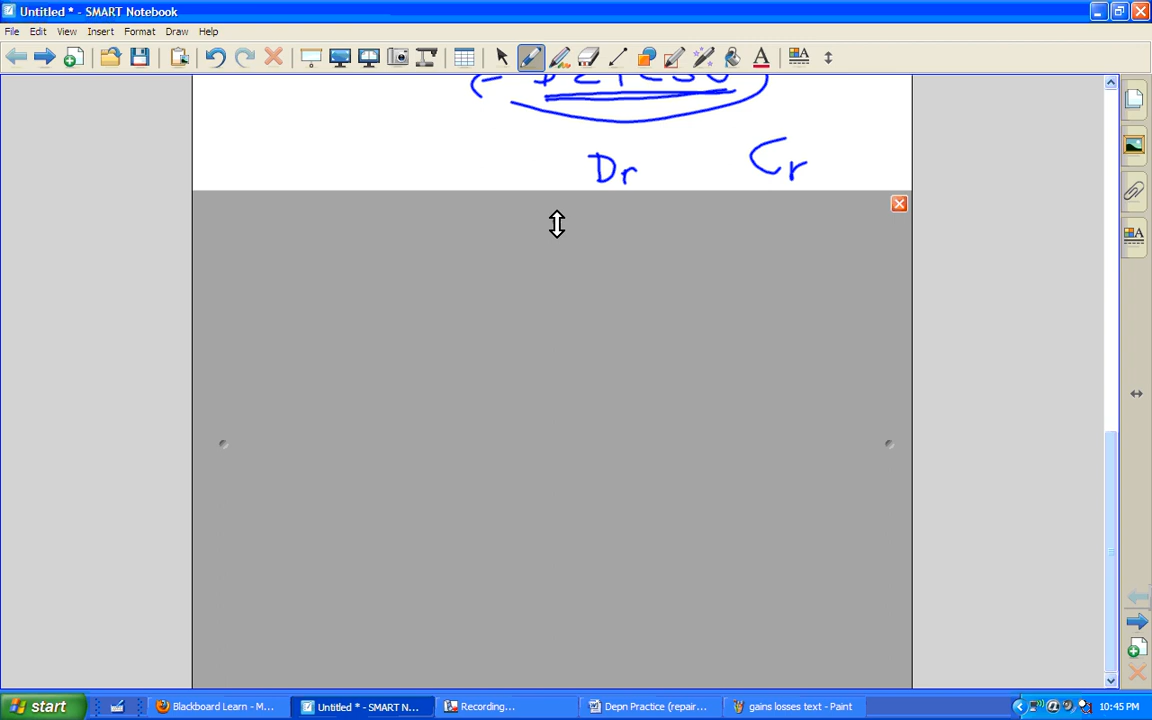 Untitled * - SMART Notebook
File Edit View Insert Format Draw Help
Dr Cr
start Blackboard Learn - M... Untitled * - SMART N... Recording... Depn Practice (repair... gains losses text - Paint 10:45 PM